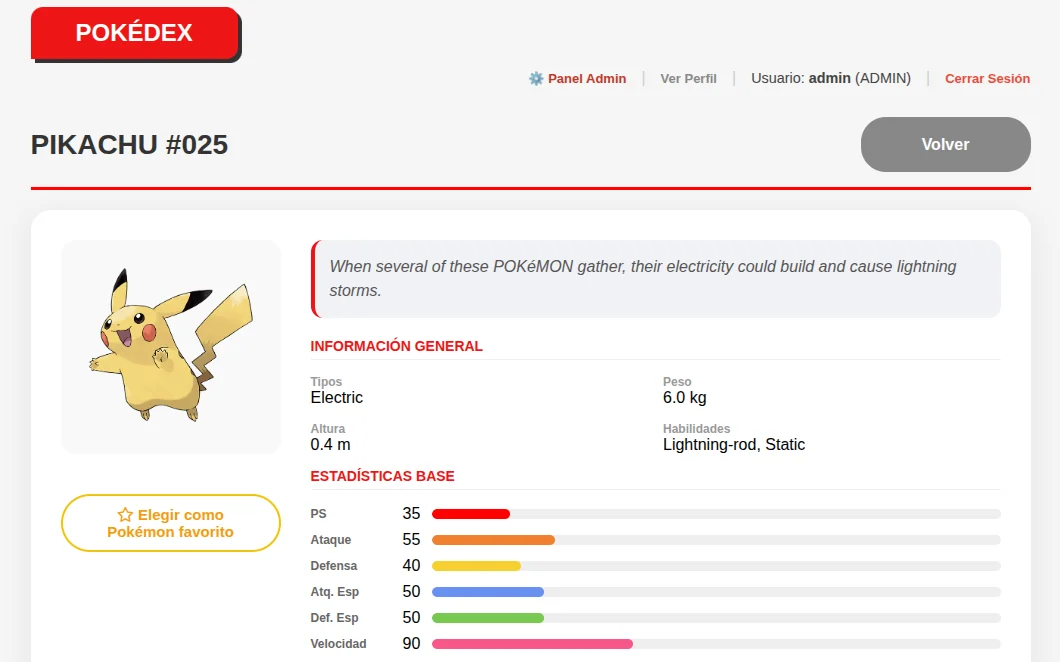 POKÉDEX
⚙️ Panel Admin | Ver Perfil | Usuario: admin (ADMIN) | Cerrar Sesión
PIKACHU #025
Volver
When several of these POKéMON gather, their electricity could build and cause lightning
storms.
INFORMACIÓN GENERAL
Tipos
Electric
Peso
6.0 kg
Altura
0.4 m
Habilidades
Lightning-rod, Static
ESTADÍSTICAS BASE
☆ Elegir como
Pokémon favorito
PS 35
Ataque 55
Defensa 40
Atq. Esp 50
Def. Esp 50
Velocidad 90